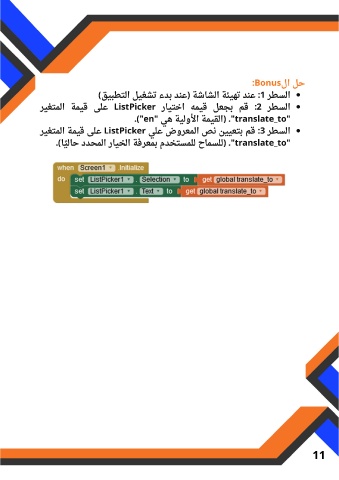 حل ال Bonus:
• السطر 1: عند تهيئة الشاشة (عند بدء تشغيل التطبيق)
• السطر 2: قم بجعل قيمه اختيار ListPicker على قيمة المتغير
"translate_to". (القيمة الأولية هي "en").
• السطر 3: قم بتعيين نص المعروض علي ListPicker على قيمة المتغير
"translate_to". (للسماح للمستخدم بمعرفة الخيار المحدد حاليًا).
when Screen1 .Initialize
do set ListPicker1 . Selection to get global translate_to
set ListPicker1 . Text to get global translate_to
11